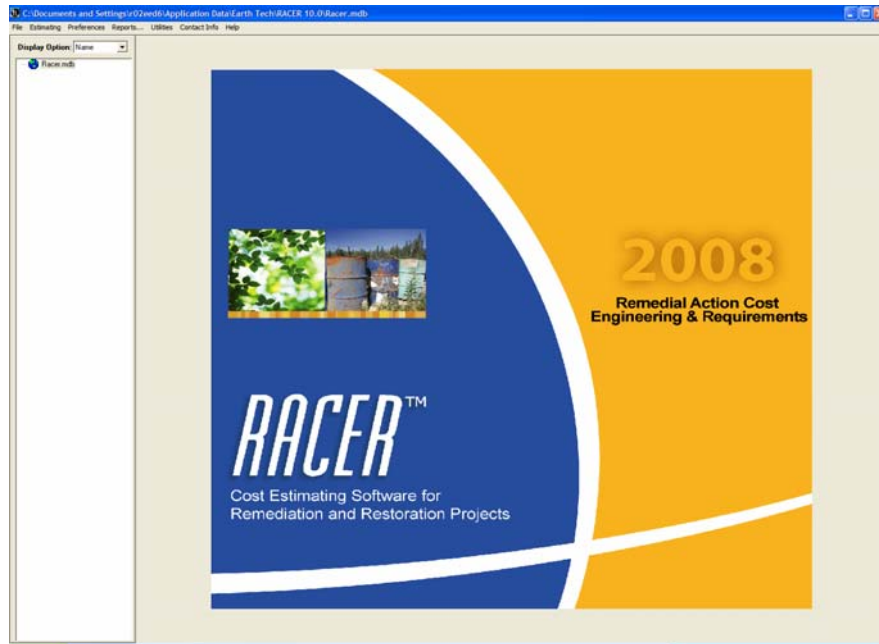 C:\Documents and Settings\r02eed6\Application Data\Earth Tech\RACER 10.0\Racer.mdb
File Estimating Preferences Reports... Utilities Contact Info Help
Display Option: Name
Racer.mdb
2008
Remedial Action Cost
Engineering & Requirements
RACER™
Cost Estimating Software for
Remediation and Restoration Projects